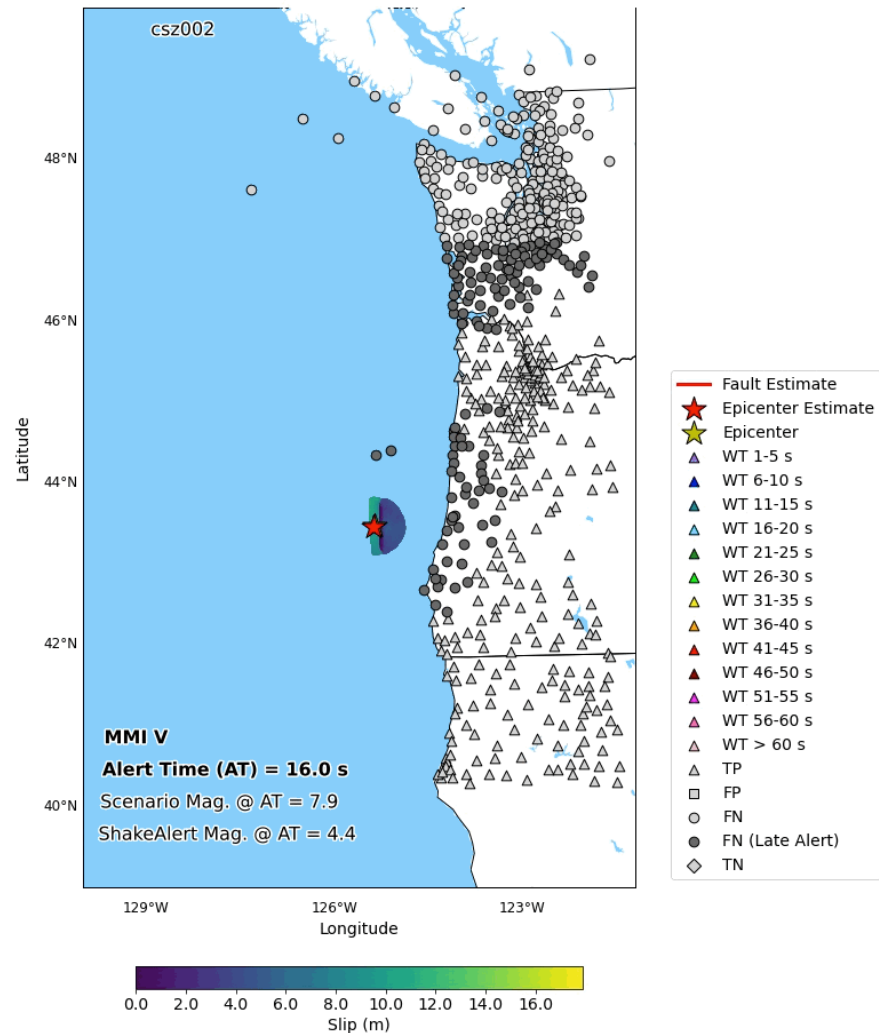 csz002
48°N
46°N
44°N
42°N
40°N
Latitude
MMI V
Alert Time (AT) = 16.0 s
Scenario Mag. @ AT = 7.9
ShakeAlert Mag. @ AT = 4.4
129°W
126°W
123°W
Longitude
Fault Estimate
Epicenter Estimate
Epicenter
WT 1-5 s
WT 6-10 s
WT 11-15 s
WT 16-20 s
WT 21-25 s
WT 26-30 s
WT 31-35 s
WT 36-40 s
WT 41-45 s
WT 46-50 s
WT 51-55 s
WT 56-60 s
WT > 60 s
TP
FP
FN
FN (Late Alert)
TN
0.0 2.0 4.0 6.0 8.0 10.0 12.0 14.0 16.0
Slip (m)